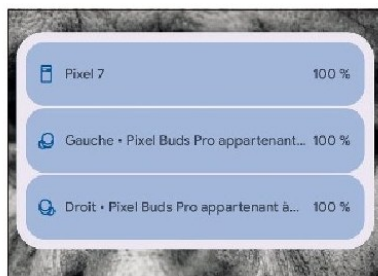 Pixel 7 100 %
Gauche • Pixel Buds Pro appartenant... 100 %
Droit • Pixel Buds Pro appartenant à... 100 %